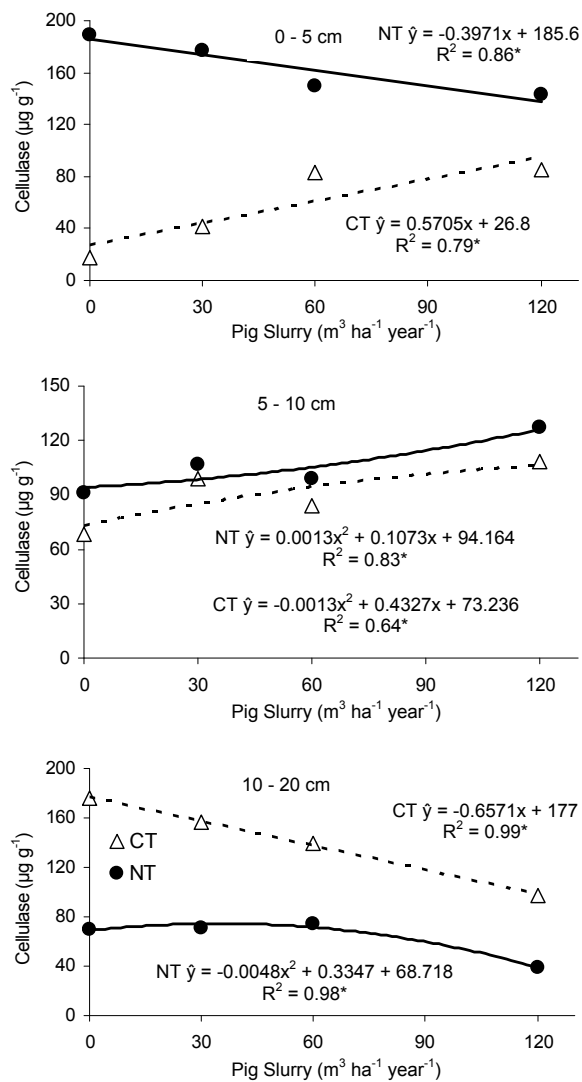 0 - 5 cm
NT ŷ = -0.3971x + 185.6
R² = 0.86*
200
160
120
80
40
0
Cellulase (µg g⁻¹)
CT ŷ = 0.5705x + 26.8
R² = 0.79*
0 30 60 90 120
Pig Slurry (m³ ha⁻¹ year⁻¹)
5 - 10 cm
150
120
90
60
30
0
Cellulase (µg g⁻¹)
NT ŷ = 0.0013x² + 0.1073x + 94.164
R² = 0.83*
CT ŷ = -0.0013x² + 0.4327x + 73.236
R² = 0.64*
0 30 60 90 120
Pig Slurry (m³ ha⁻¹ year⁻¹)
10 - 20 cm
CT ŷ = -0.6571x + 177
R² = 0.99*
200
160
120
80
40
0
Cellulase (µg g⁻¹)
CT
NT
NT ŷ = -0.0048x² + 0.3347 + 68.718
R² = 0.98*
0 30 60 90 120
Pig Slurry (m³ ha⁻¹ year⁻¹)